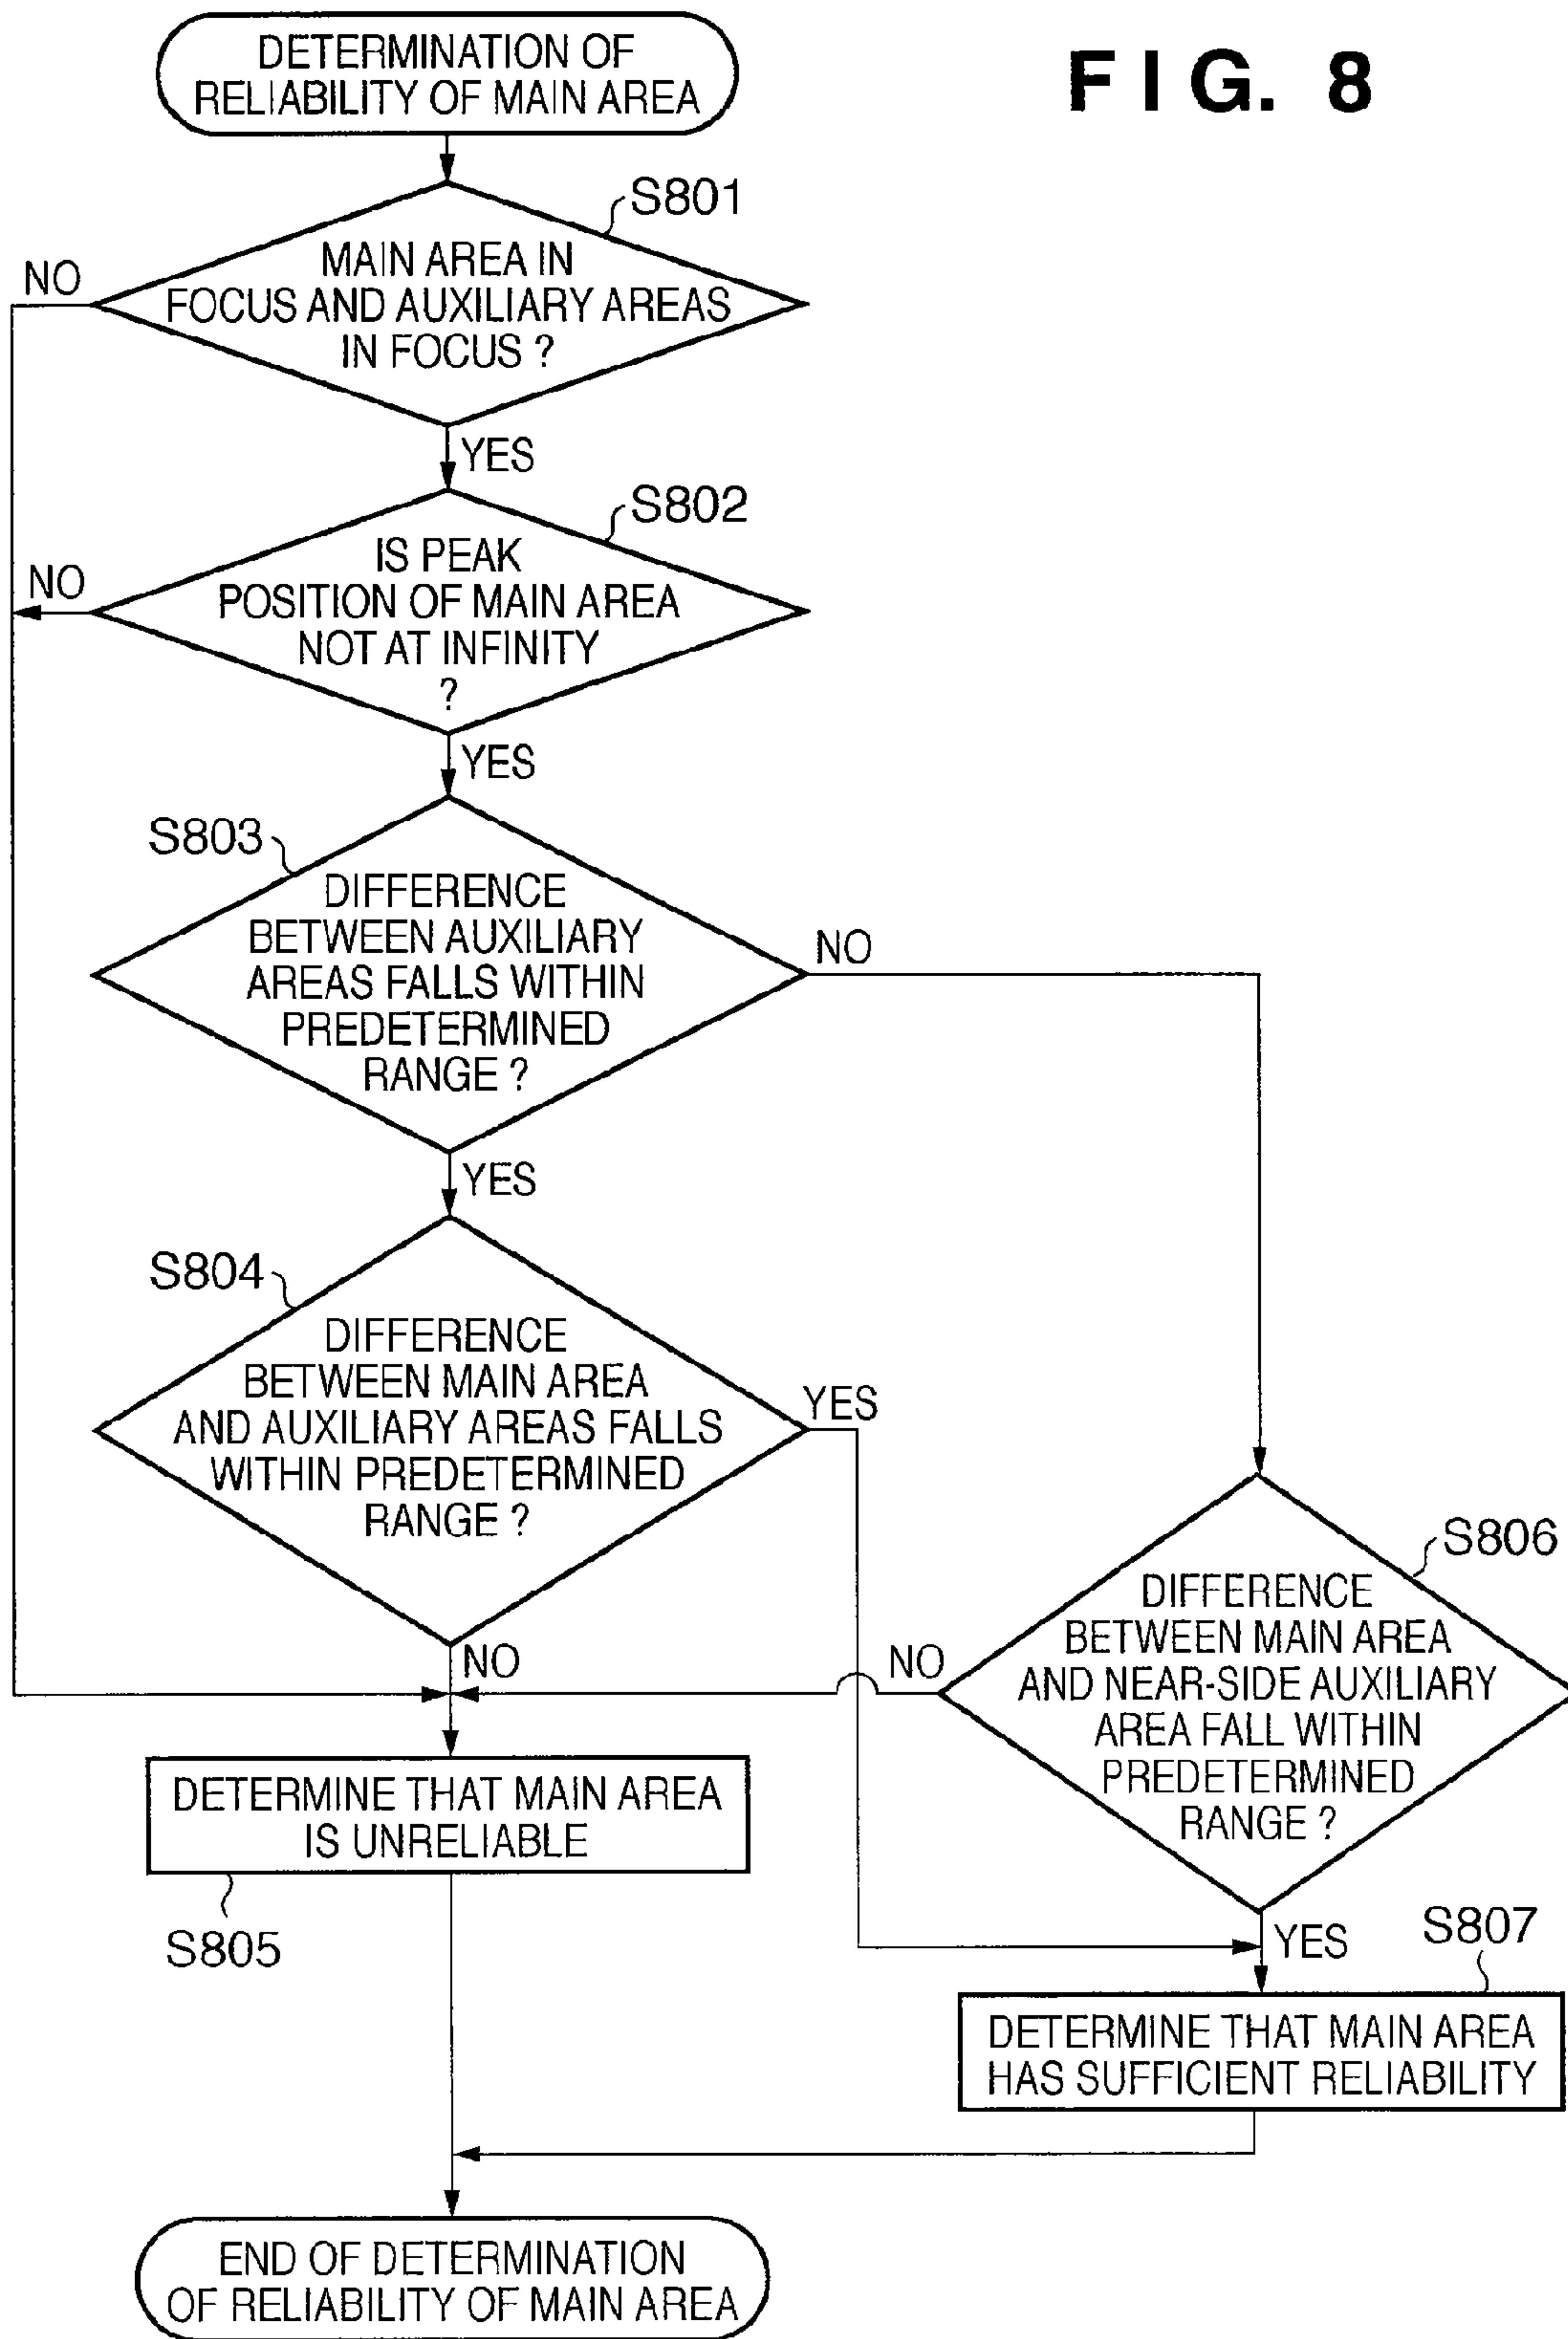 FIG. 8
DETERMINATION OF
RELIABILITY OF MAIN AREA
S801
MAIN AREA IN
FOCUS AND AUXILIARY AREAS
IN FOCUS ?
NO
YES
S802
IS PEAK
POSITION OF MAIN AREA
NOT AT INFINITY
?
NO
YES
S803
DIFFERENCE
BETWEEN AUXILIARY
AREAS FALLS WITHIN
PREDETERMINED
RANGE ?
NO
YES
S804
DIFFERENCE
BETWEEN MAIN AREA
AND AUXILIARY AREAS FALLS
WITHIN PREDETERMINED
RANGE ?
YES
NO
S806
DIFFERENCE
BETWEEN MAIN AREA
AND NEAR-SIDE AUXILIARY
AREA FALL WITHIN
PREDETERMINED
RANGE ?
NO
YES
DETERMINE THAT MAIN AREA
IS UNRELIABLE
S805
S807
DETERMINE THAT MAIN AREA
HAS SUFFICIENT RELIABILITY
END OF DETERMINATION
OF RELIABILITY OF MAIN AREA